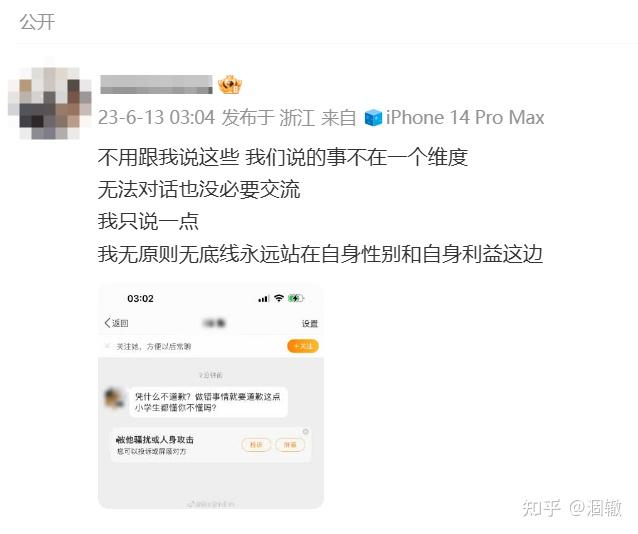 公开
23-6-13 03:04 发布于 浙江 来自 iPhone 14 Pro Max
不用跟我说这些 我们说的事不在一个维度
无法对话也没必要交流
我只说一点
我无原则无底线永远站在自身性别和自身利益这边
03:02
返回
设置
关注她，方便以后常聊
+关注
2分钟前
凭什么不道歉？做错事情就要道歉这点
小学生都懂你不懂吗？
被他骚扰或人身攻击
您可以投诉或屏蔽对方
投诉
屏蔽
知乎 @涸辙